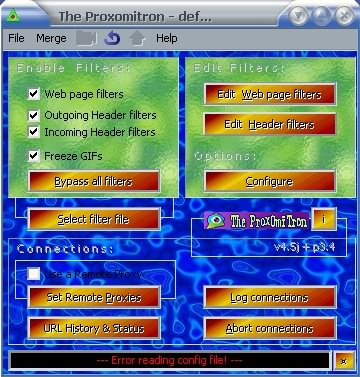 The Proxomitron - def...
File Merge Help
Enable Filters:
Edit Filters:
Web page filters
Edit Web page filters
Outgoing Header filters
Incoming Header filters
Edit Header filters
Freeze GIFs
Options:
Bypass all filters
Configure
Select filter file
The ProxOmiTron i
v4.5j+p3.4
Connections:
Use a Remote Proxy
Set Remote Proxies
Log connections
URL History & Status
Abort connections
--- Error reading config file! ---
x